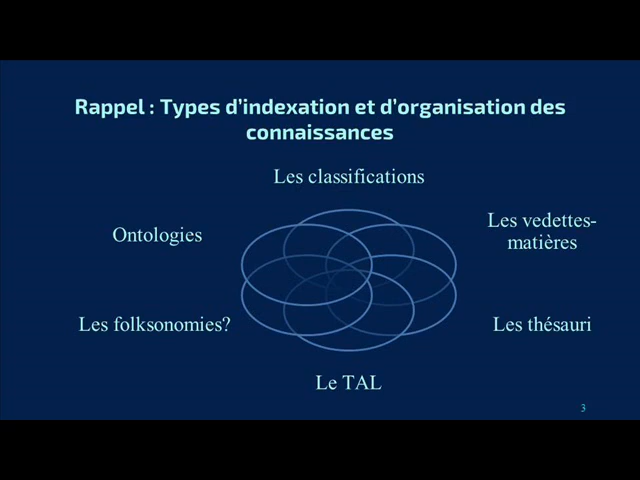 Rappel : Types d'indexation et d'organisation des
connaissances
Les classifications
Ontologies
Les vedettes-
matières
Les folksonomies?
Les thésauri
Le TAL
3